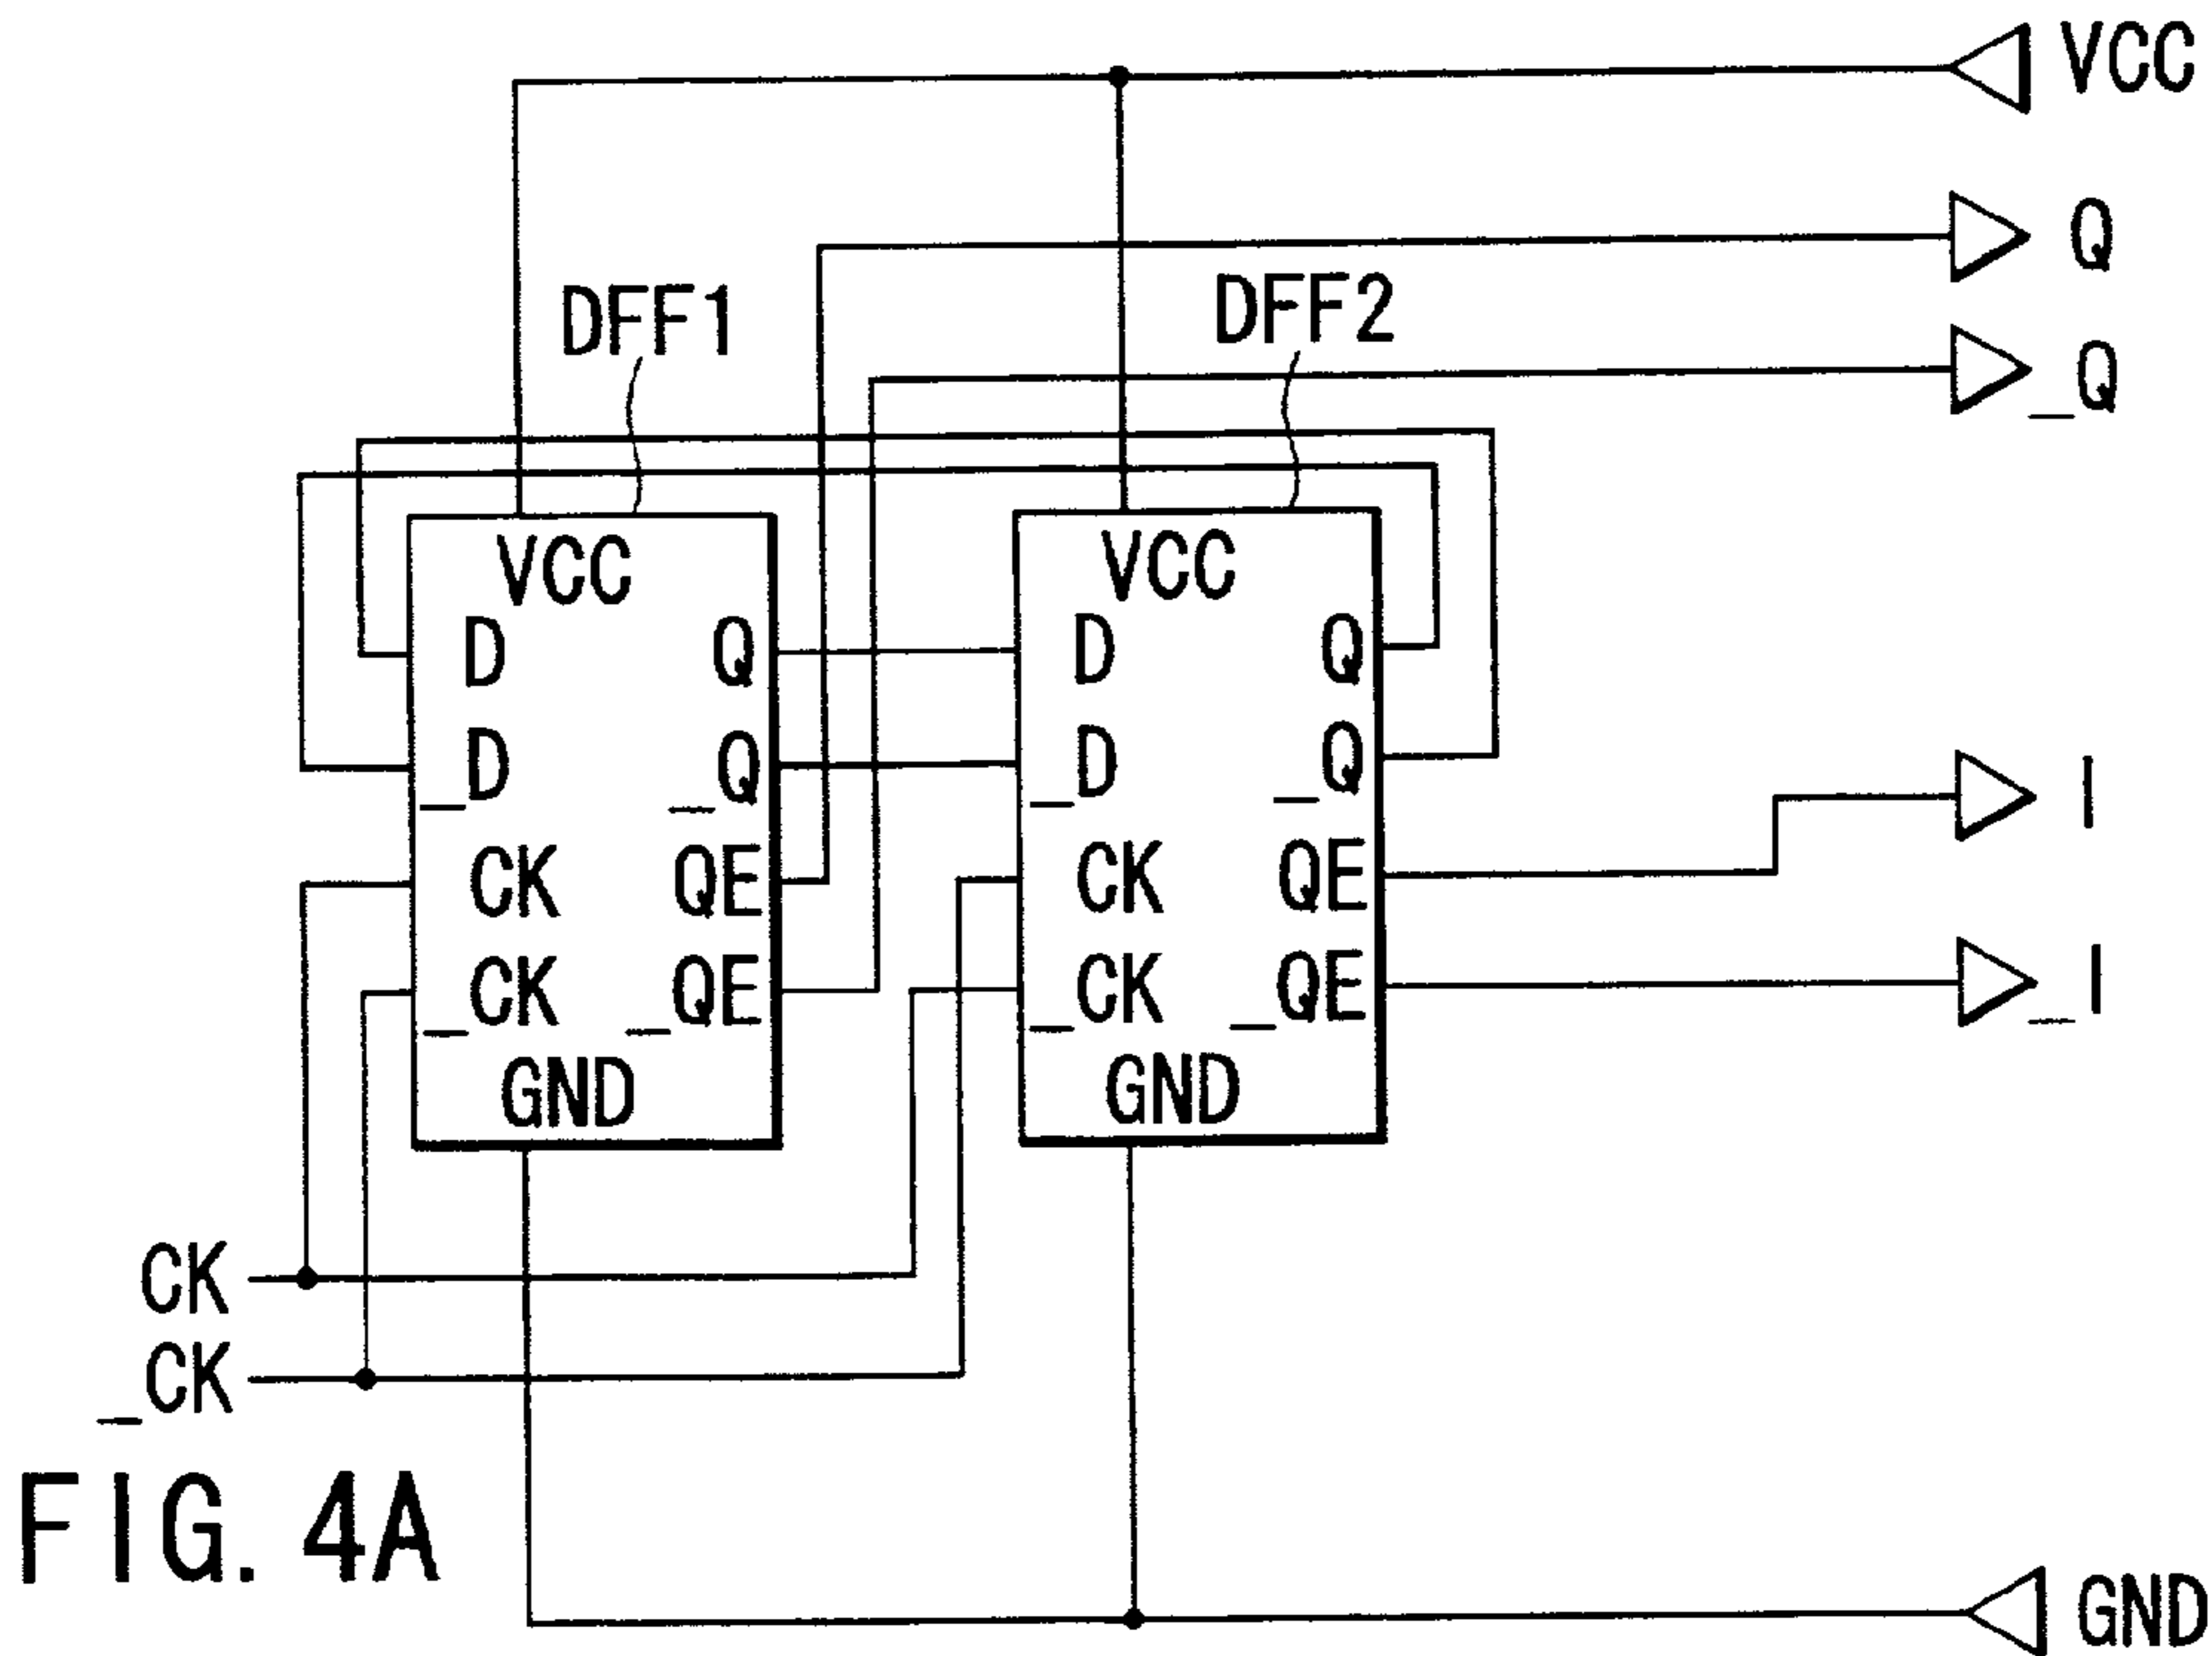 VCC
Q
DFF1
DFF2
_Q
VCC
VCC
D
Q
D
Q
_D
_Q
_D
_Q
I
CK
QE
CK
QE
_CK
_QE
_CK
_QE
_I
GND
GND
CK
_CK
FIG. 4A
GND